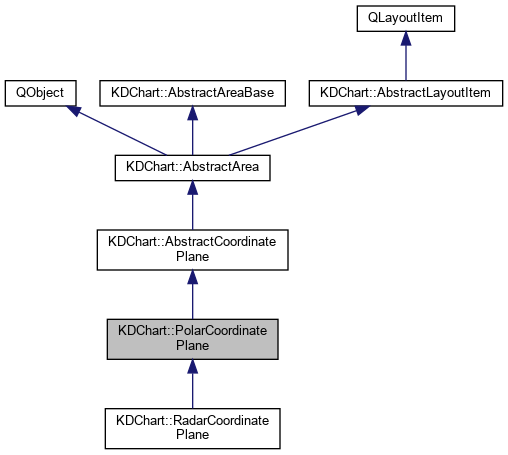 QLayoutItem
QObject
KDChart::AbstractAreaBase
KDChart::AbstractLayoutItem
KDChart::AbstractArea
KDChart::AbstractCoordinate
Plane
KDChart::PolarCoordinate
Plane
KDChart::RadarCoordinate
Plane